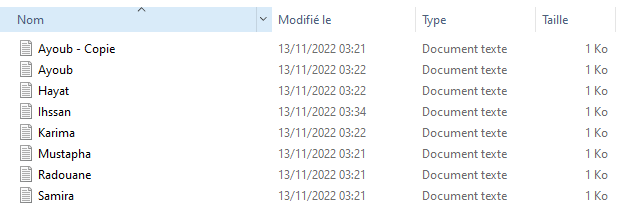 Nom Modifié le Type Taille
Ayoub - Copie 13/11/2022 03:21 Document texte 1 Ko
Ayoub 13/11/2022 03:22 Document texte 1 Ko
Hayat 13/11/2022 03:22 Document texte 1 Ko
Ihssan 13/11/2022 03:34 Document texte 1 Ko
Karima 13/11/2022 03:22 Document texte 1 Ko
Mustapha 13/11/2022 03:21 Document texte 1 Ko
Radouane 13/11/2022 03:21 Document texte 1 Ko
Samira 13/11/2022 03:21 Document texte 1 Ko